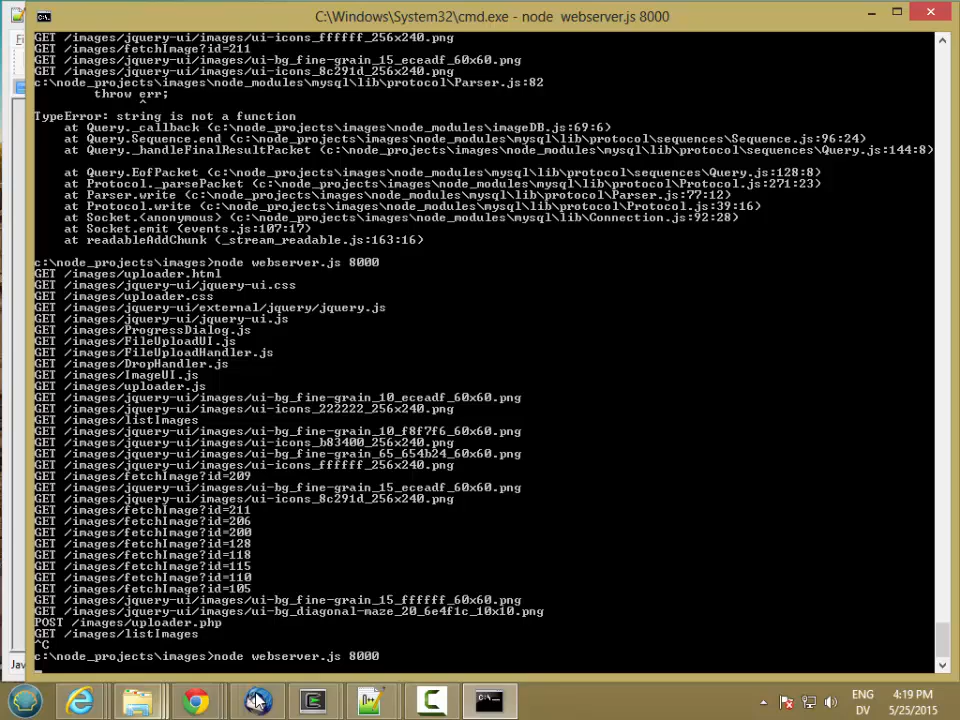 C:\Windows\System32\cmd.exe - node  webserver.js 8000
GET /images/jquery-ui/images/ui-icons_ffffff_256x240.png
GET /images/fetchImage?id=211
GET /images/jquery-ui/images/ui-bg_fine-grain_15_eceadf_60x60.png
GET /images/jquery-ui/images/ui-icons_8c291d_256x240.png
c:\node_projects\images\node_modules\mysql\lib\protocol\Parser.js:82
        throw err;
              ^
TypeError: string is not a function
    at Query._callback (c:\node_projects\images\node_modules\imageDB.js:69:6)
    at Query.Sequence.end (c:\node_projects\images\node_modules\mysql\lib\protocol\sequences\Sequence.js:96:24)
    at Query._handleFinalResultPacket (c:\node_projects\images\node_modules\mysql\lib\protocol\sequences\Query.js:144:8)
    at Query.EofPacket (c:\node_projects\images\node_modules\mysql\lib\protocol\sequences\Query.js:128:8)
    at Protocol._parsePacket (c:\node_projects\images\node_modules\mysql\lib\protocol\Protocol.js:271:23)
    at Parser.write (c:\node_projects\images\node_modules\mysql\lib\protocol\Parser.js:77:12)
    at Protocol.write (c:\node_projects\images\node_modules\mysql\lib\protocol\Protocol.js:39:16)
    at Socket.<anonymous> (c:\node_projects\images\node_modules\mysql\lib\Connection.js:92:28)
    at Socket.emit (events.js:107:17)
    at readableAddChunk (_stream_readable.js:163:16)
c:\node_projects\images>node webserver.js 8000
GET /images/uploader.html
GET /images/jquery-ui/jquery-ui.css
GET /images/uploader.css
GET /images/jquery-ui/external/jquery/jquery.js
GET /images/jquery-ui/jquery-ui.js
GET /images/ProgressDialog.js
GET /images/FileUploadUI.js
GET /images/FileUploadHandler.js
GET /images/DropHandler.js
GET /images/ImageUI.js
GET /images/uploader.js
GET /images/jquery-ui/images/ui-bg_fine-grain_10_eceadf_60x60.png
GET /images/jquery-ui/images/ui-icons_222222_256x240.png
GET /images/listImages
GET /images/jquery-ui/images/ui-bg_fine-grain_10_f8f7f6_60x60.png
GET /images/jquery-ui/images/ui-icons_b83400_256x240.png
GET /images/jquery-ui/images/ui-bg_fine-grain_65_654b24_60x60.png
GET /images/jquery-ui/images/ui-icons_ffffff_256x240.png
GET /images/fetchImage?id=209
GET /images/jquery-ui/images/ui-bg_fine-grain_15_eceadf_60x60.png
GET /images/jquery-ui/images/ui-icons_8c291d_256x240.png
GET /images/fetchImage?id=211
GET /images/fetchImage?id=206
GET /images/fetchImage?id=200
GET /images/fetchImage?id=128
GET /images/fetchImage?id=118
GET /images/fetchImage?id=115
GET /images/fetchImage?id=110
GET /images/fetchImage?id=105
GET /images/jquery-ui/images/ui-bg_fine-grain_15_ffffff_60x60.png
GET /images/jquery-ui/images/ui-bg_diagonal-maze_20_6e4f1c_10x10.png
POST /images/uploader.php
GET /images/listImages
^C
c:\node_projects\images>node webserver.js 8000
Jav
ENG 4:19 PM
DV 5/25/2015